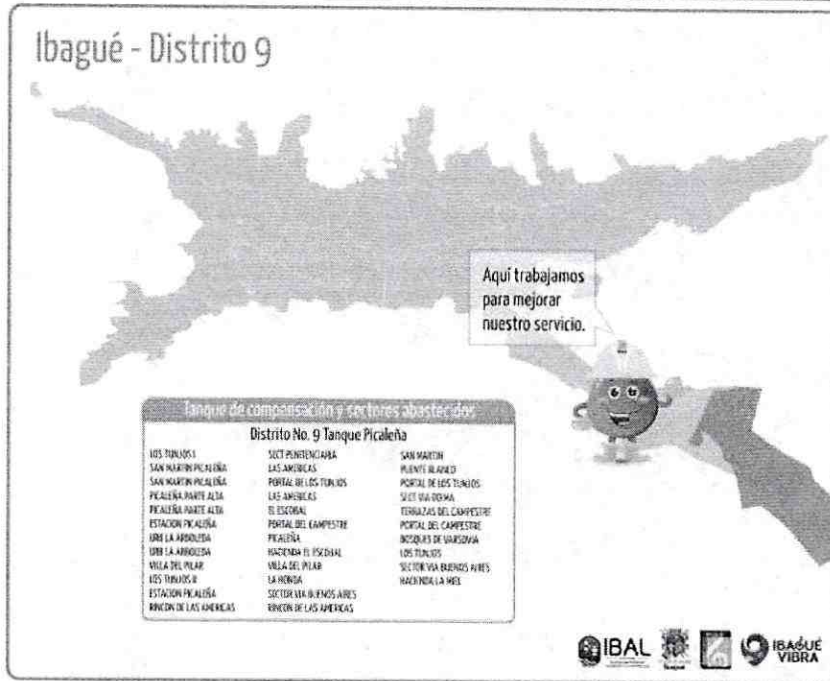 Ibagué - Distrito 9
Aquí trabajamos
para mejorar
nuestro servicio.
Tanque de compensación y sectores abastecidos
Distrito No. 9 Tanque Picaleña
LOS TUNJOS I
SAN MARTIN PICALEÑA
SAN MARTIN PICALEÑA
PICALEÑA PARTE ALTA
PICALEÑA PARTE ALTA
ESTACION PICALEÑA
URB LA ARBOLEDA
URB LA ARBOLEDA
VILLA DEL PILAR
LOS TUNJOS II
ESTACION PICALEÑA
RINCON DE LAS AMERICAS
SECT PENITENCIARIA
LAS AMERICAS
PORTAL DE LOS TUNJOS
LAS AMERICAS
EL ESCOBAL
PORTAL DEL CAMPESTRE
PICALEÑA
HACIENDA EL ESCOBAL
VILLA DEL PILAR
LA HONDA
SECTOR VIA BUENOS AIRES
RINCON DE LAS AMERICAS
SAN MARTIN
PUENTE BLANCO
PORTAL DE LOS TUNJOS
SECT VIA DOIMA
TERRAZAS DEL CAMPESTRE
PORTAL DEL CAMPESTRE
BOSQUES DE VARSOVIA
LOS TUNJOS
SECTOR VIA BUENOS AIRES
HACIENDA LA MIEL
IBAL
IBAGUÉ
VIBRA